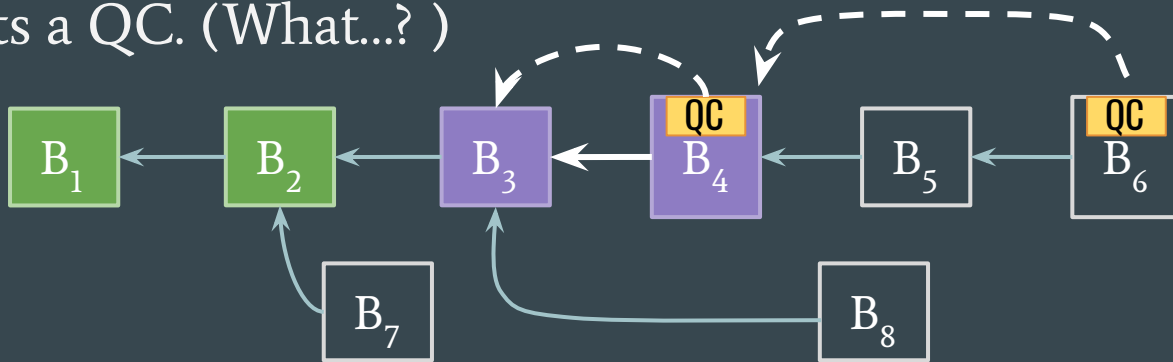 ts a QC. (What...? )
QC QC
B1 B2 B3 B4 B5 B6
B7 B8